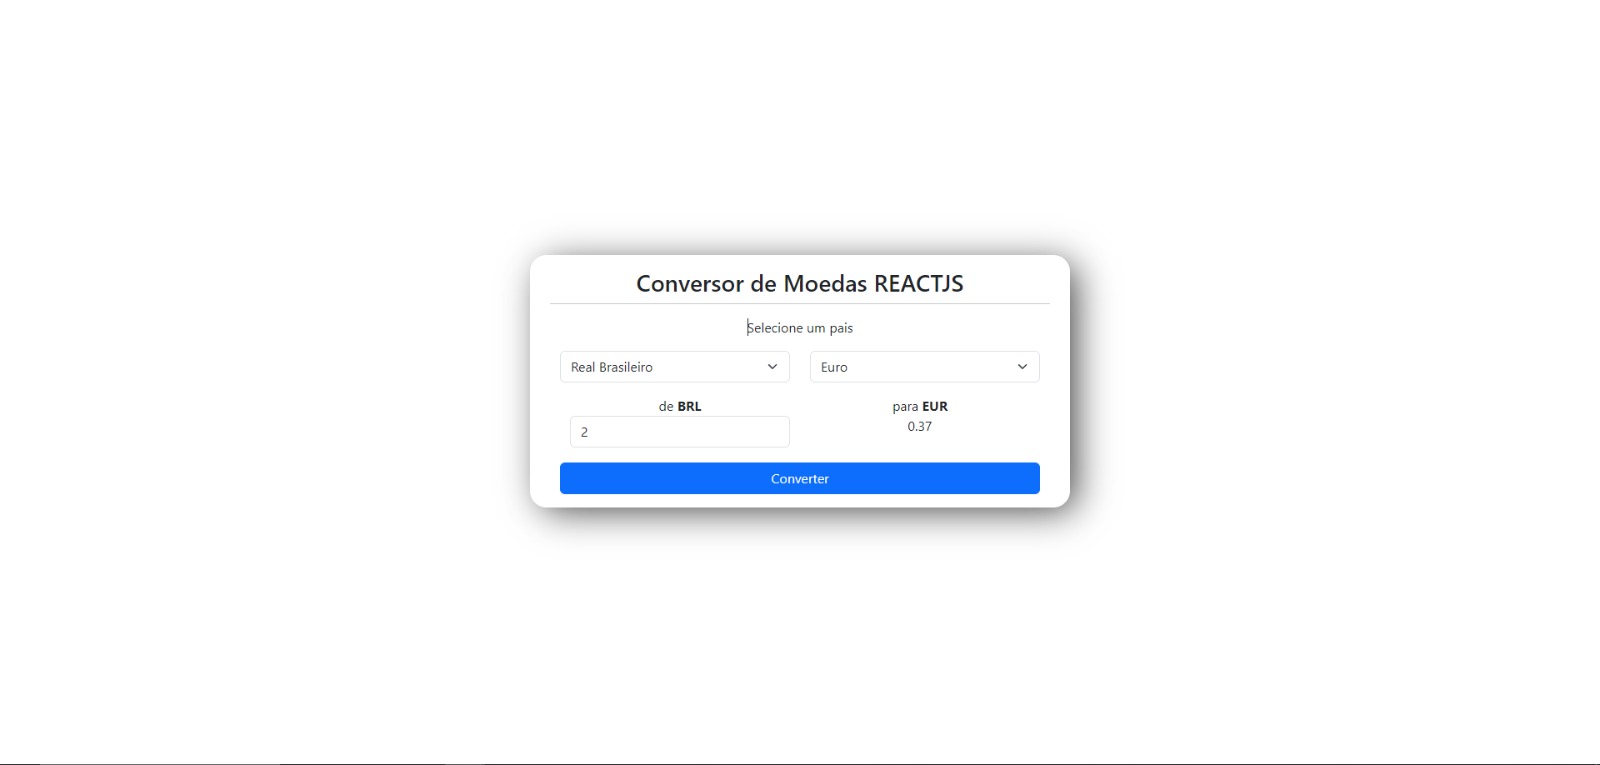 Conversor de Moedas REACTJS
Selecione um pais
Real Brasileiro Euro
de BRL para EUR
2 0.37
Converter